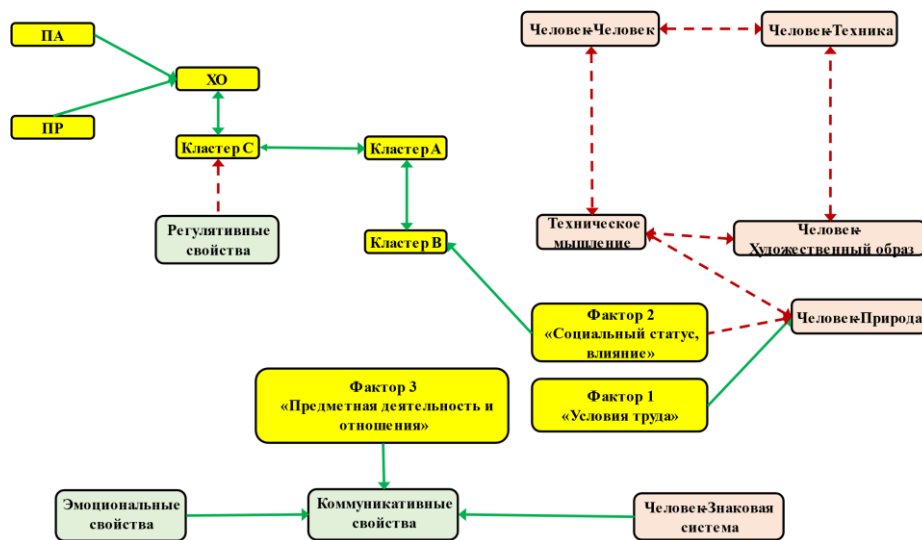 ПА
Человек-Человек
Человек-Техника
ХО
ПР
Кластер С
Кластер А
Регулятивные
свойства
Кластер В
Техническое
мышление
Человек-
Художественный образ
Фактор 2
«Социальный статус,
влияние»
Человек-Природа
Фактор 3
«Предметная деятельность и
отношения»
Фактор 1
«Условия труда»
Эмоциональные
свойства
Коммуникативные
свойства
Человек-Знаковая
система